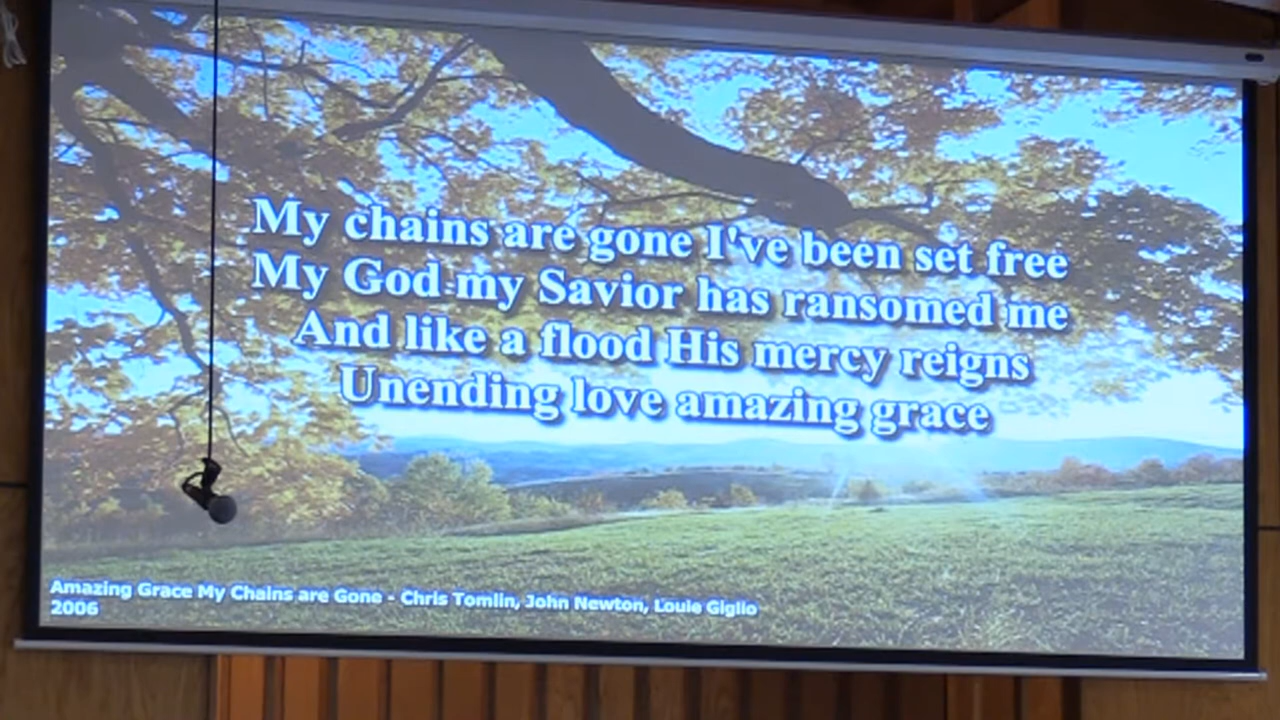 My chains are gone I've been set free
My God my Savior has ransomed me
And like a flood His mercy reigns
Unending love amazing grace
Amazing Grace My Chains are Gone - Chris Tomlin, John Newton, Louie Giglio
2006